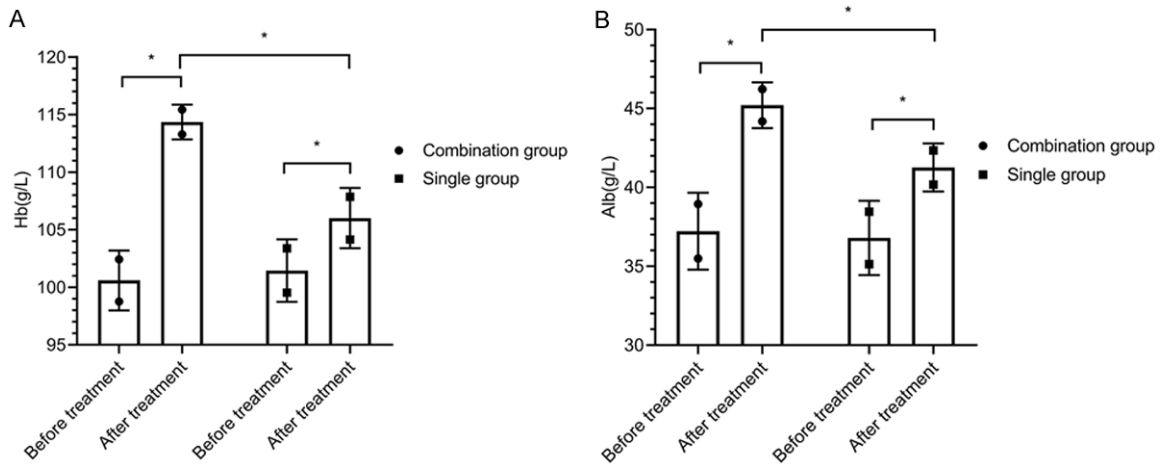 A
Hb(g/L)
120
115
110
105
100
95
*
*
*
Before treatment
After treatment
Before treatment
After treatment
Combination group
Single group
B
Alb(g/L)
50
45
40
35
30
*
*
*
Before treatment
After treatment
Before treatment
After treatment
Combination group
Single group